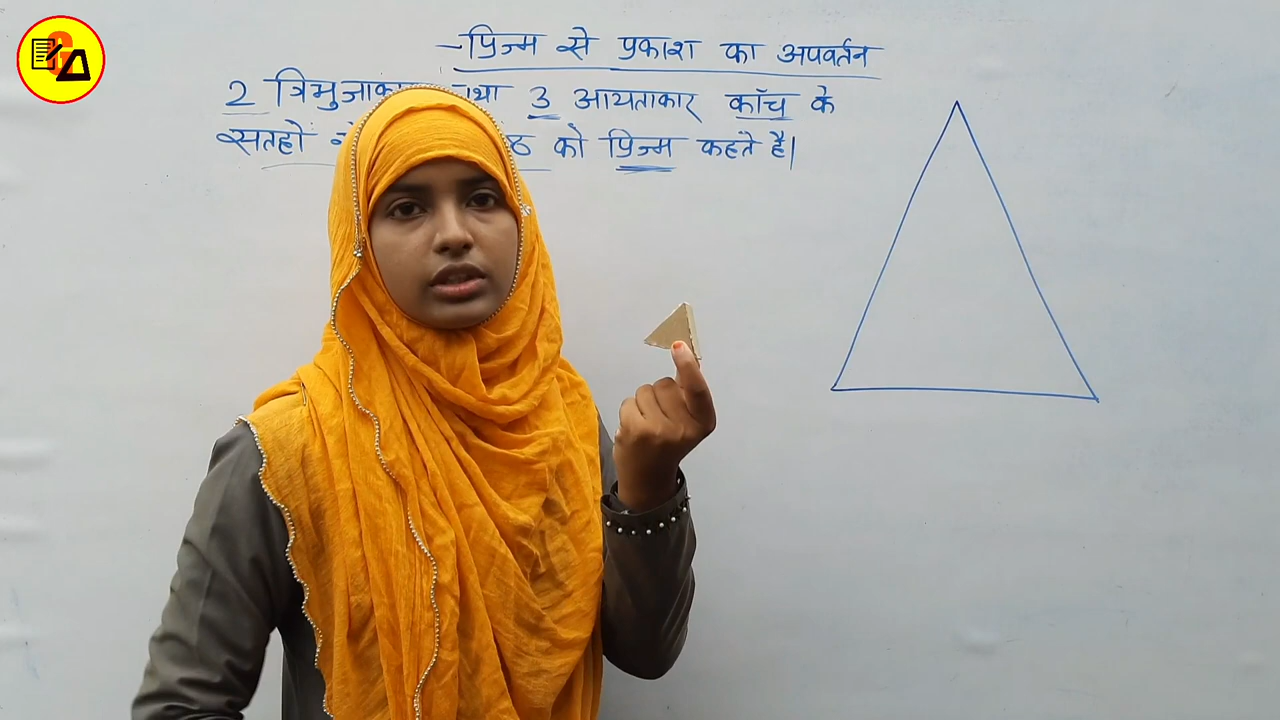 -प्रिज्म से प्रकाश का अपवर्तन
2 तथा 3 आयताकार काँच के
सतहों को प्रिज्म कहते है।